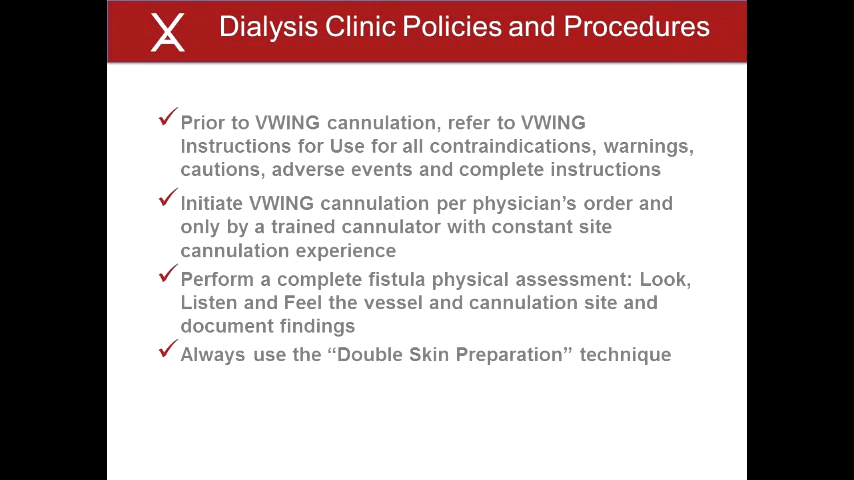 Dialysis Clinic Policies and Procedures
Prior to VWING cannulation, refer to VWING
Instructions for Use for all contraindications, warnings,
cautions, adverse events and complete instructions
Initiate VWING cannulation per physician’s order and
only by a trained cannulator with constant site
cannulation experience
Perform a complete fistula physical assessment: Look,
Listen and Feel the vessel and cannulation site and
document findings
Always use the “Double Skin Preparation” technique